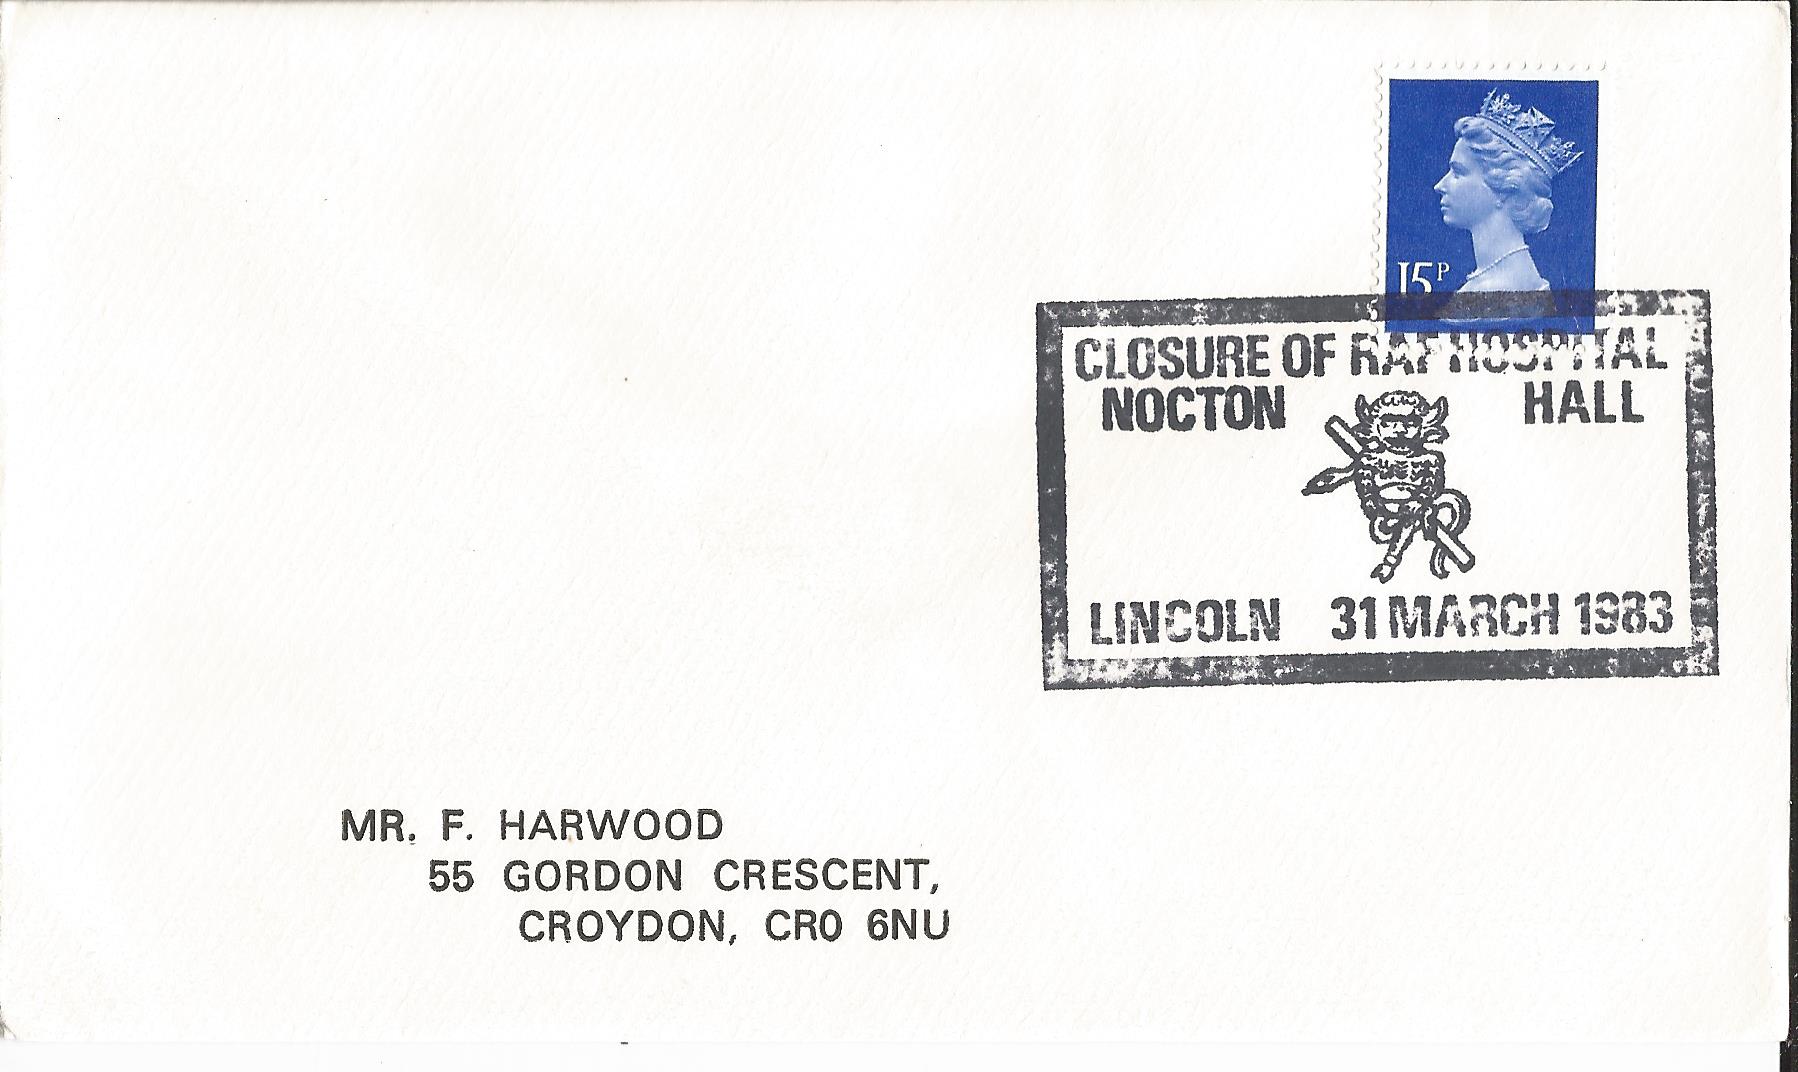 15P
CLOSURE OF RAF HOSPITAL
NOCTON HALL
LINCOLN 31 MARCH 1983
MR. F. HARWOOD
55 GORDON CRESCENT,
CROYDON, CR0 6NU